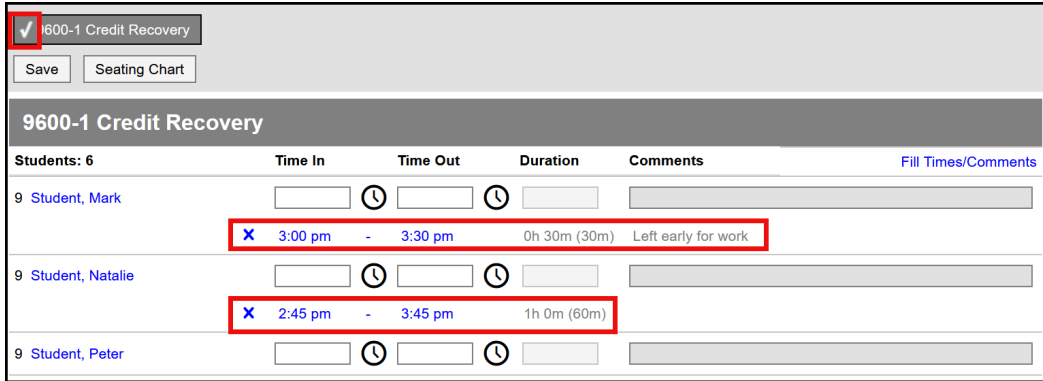 9600-1 Credit Recovery
Save Seating Chart
9600-1 Credit Recovery
Students: 6 Time In Time Out Duration Comments Fill Times/Comments
9 Student, Mark
x 3:00 pm - 3:30 pm 0h 30m (30m) Left early for work
9 Student, Natalie
x 2:45 pm - 3:45 pm 1h 0m (60m)
9 Student, Peter